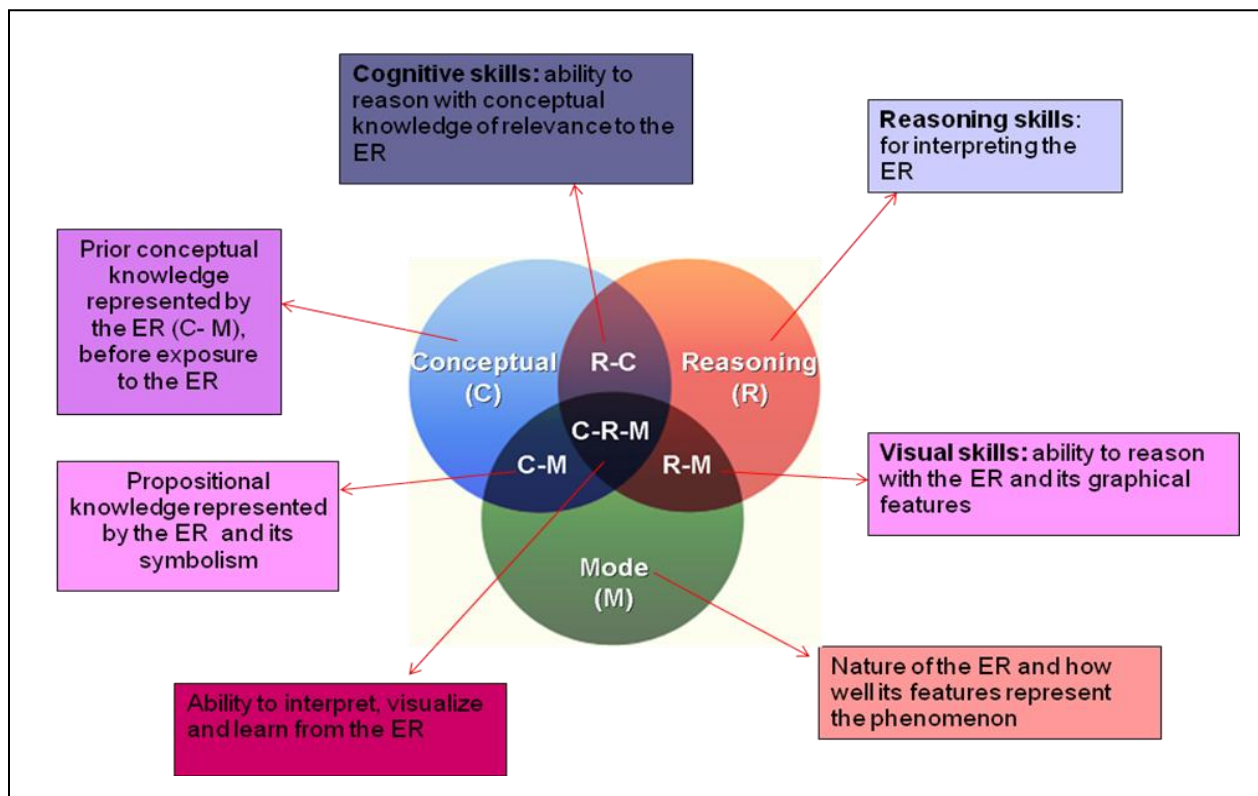 Cognitive skills: ability to
reason with conceptual
knowledge of relevance to the
ER
Reasoning skills:
for interpreting the
ER
Prior conceptual
knowledge
represented by
the ER (C- M),
before exposure
to the ER
Conceptual
(C)
R-C
Reasoning
(R)
C-R-M
C-M
R-M
Propositional
knowledge represented
by the ER and its
symbolism
Visual skills: ability to reason
with the ER and its graphical
features
Mode
(M)
Ability to interpret, visualize
and learn from the ER
Nature of the ER and how
well its features represent
the phenomenon